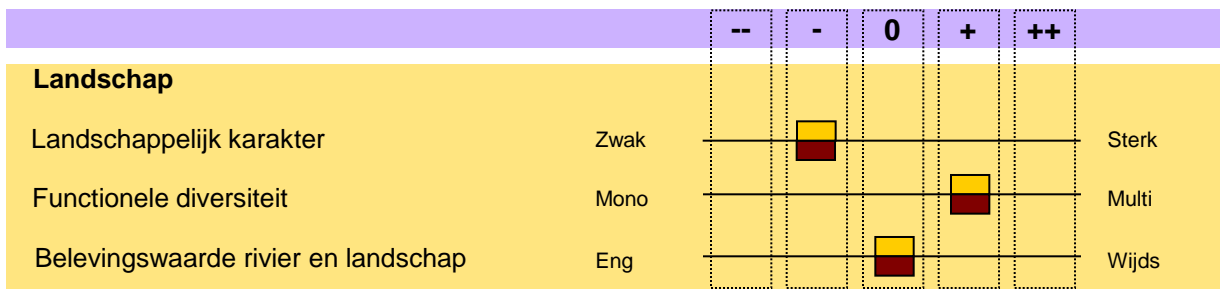 -- - 0 + ++
Landschap
Landschappelijk karakter Zwak Sterk
Functionele diversiteit Mono Multi
Belevingswaarde rivier en landschap Eng Wijds